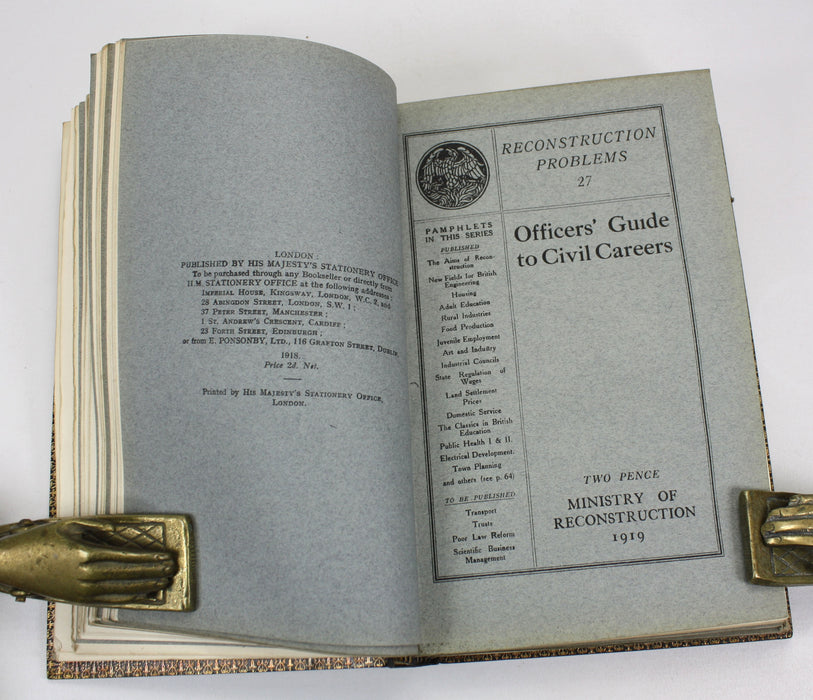 LONDON:
PUBLISHED BY HIS MAJESTY'S STATIONERY OFFICE
To be purchased through any Bookseller or directly from
H.M. STATIONERY OFFICE at the following addresses:
IMPERIAL HOUSE, KINGSWAY, LONDON, W.C. 2, and
28 ABINGDON STREET, LONDON, S.W. 1;
37 PETER STREET, MANCHESTER;
1 ST. ANDREW'S CRESCENT, CARDIFF;
23 FORTH STREET, EDINBURGH;
or from E. PONSONBY, LTD., 116 GRAFTON STREET, DUBLIN.
1918.
Price 2d. Net.
Printed by HIS MAJESTY'S STATIONERY OFFICE,
LONDON.
RECONSTRUCTION
PROBLEMS
27
PAMPHLETS
IN THIS SERIES
PUBLISHED
The Aims of Recon-
struction
New Fields for British
Engineering
Housing
Adult Education
Rural Industries
Food Production
Juvenile Employment
Art and Industry
Industrial Councils
State Regulation of
Wages
Land Settlement
Prices
Domestic Service
The Classics in British
Education
Public Health I & II.
Electrical Development.
Town Planning
and others (see p. 64)
TO BE PUBLISHED
Transport
Trusts
Poor Law Reform
Scientific Business
Management
Officers' Guide
to Civil Careers
TWO PENCE
MINISTRY OF
RECONSTRUCTION
1919